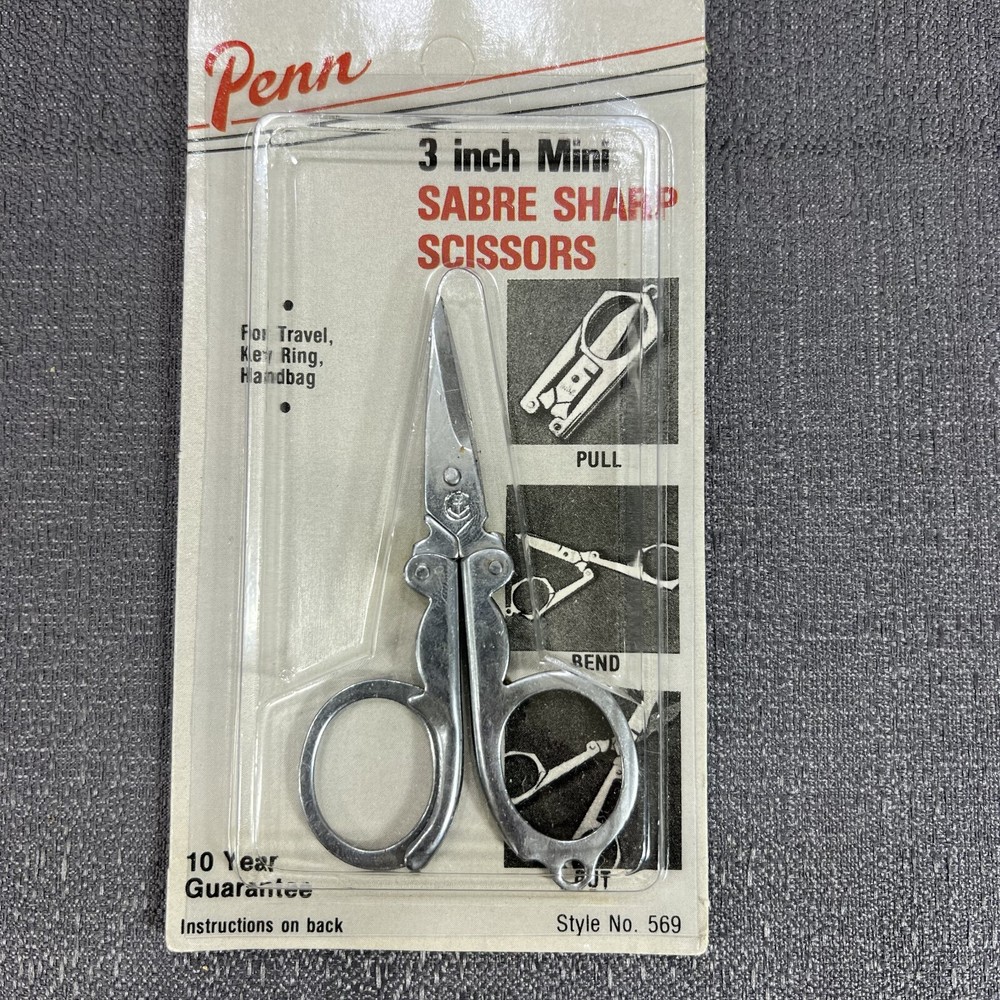 Penn
3 inch Mini
SABRE SHARP
SCISSORS
For Travel,
Key Ring,
Handbag
PULL
BEND
10 Year
Guarantee
Instructions on back
Style No. 569